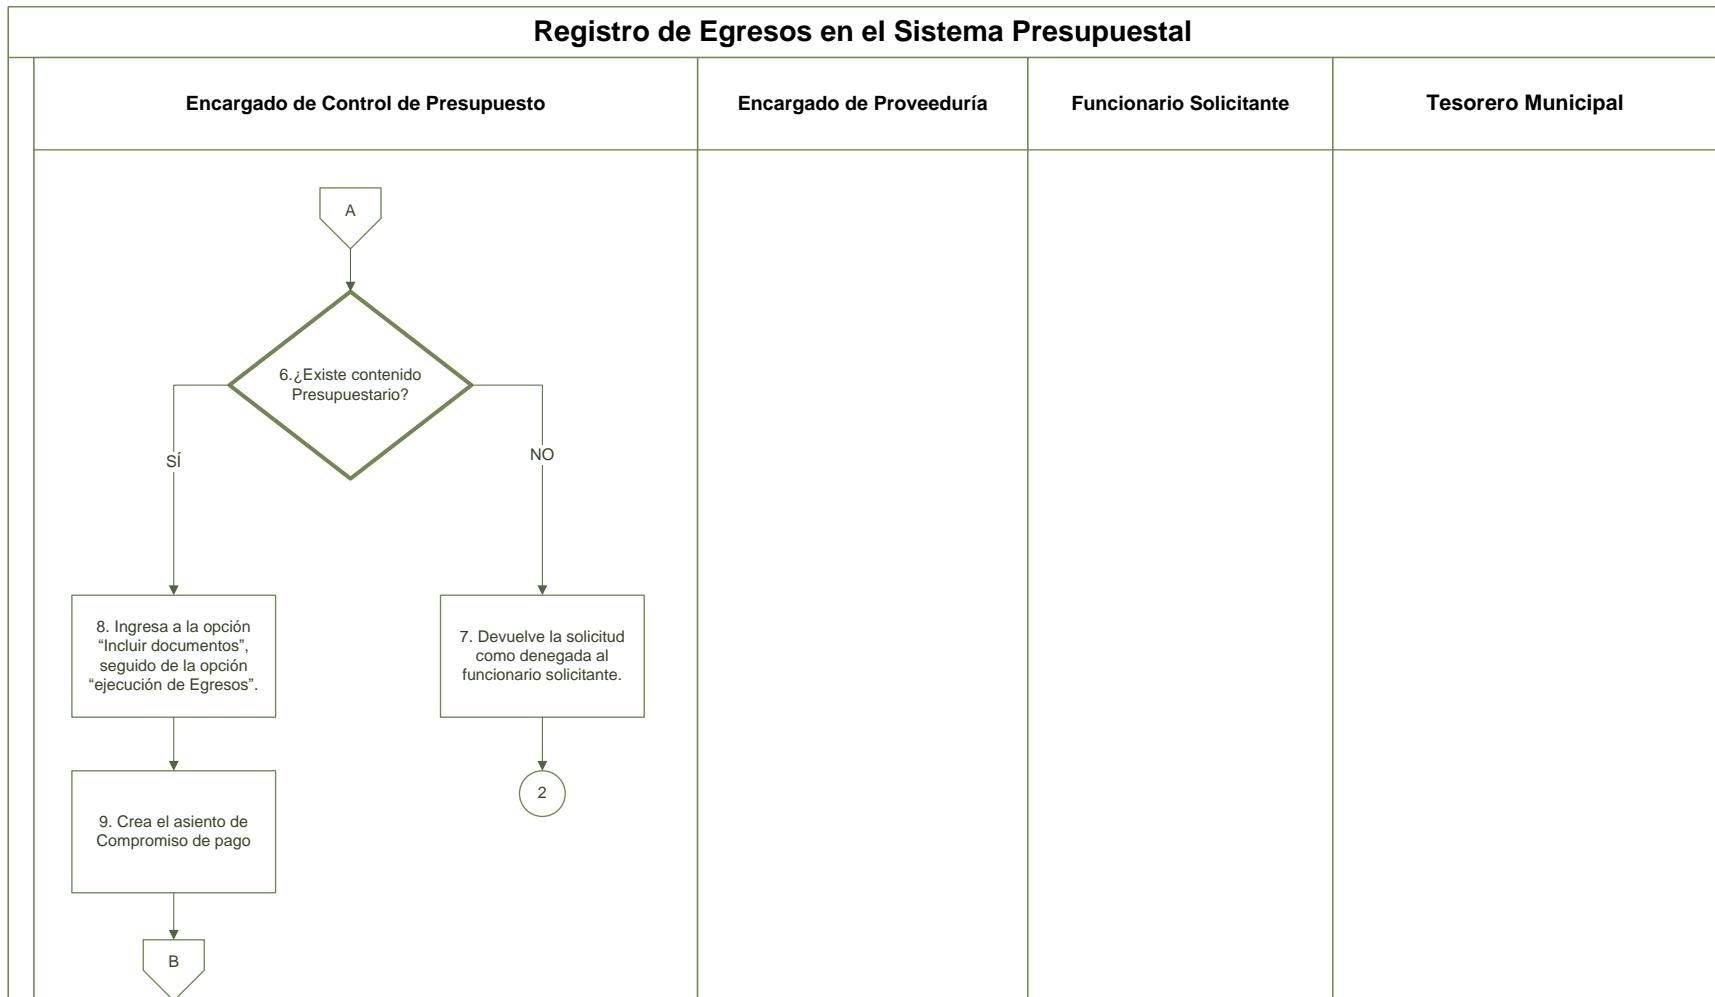 Registro de Egresos en el Sistema Presupuestal
Encargado de Control de Presupuesto
Encargado de Proveeduría
Funcionario Solicitante
Tesorero Municipal
A
6.¿Existe contenido
Presupuestario?
SÍ
NO
8. Ingresa a la opción
“Incluir documentos”,
seguido de la opción
“ejecución de Egresos”.
7. Devuelve la solicitud
como denegada al
funcionario solicitante.
9. Crea el asiento de
Compromiso de pago
2
B